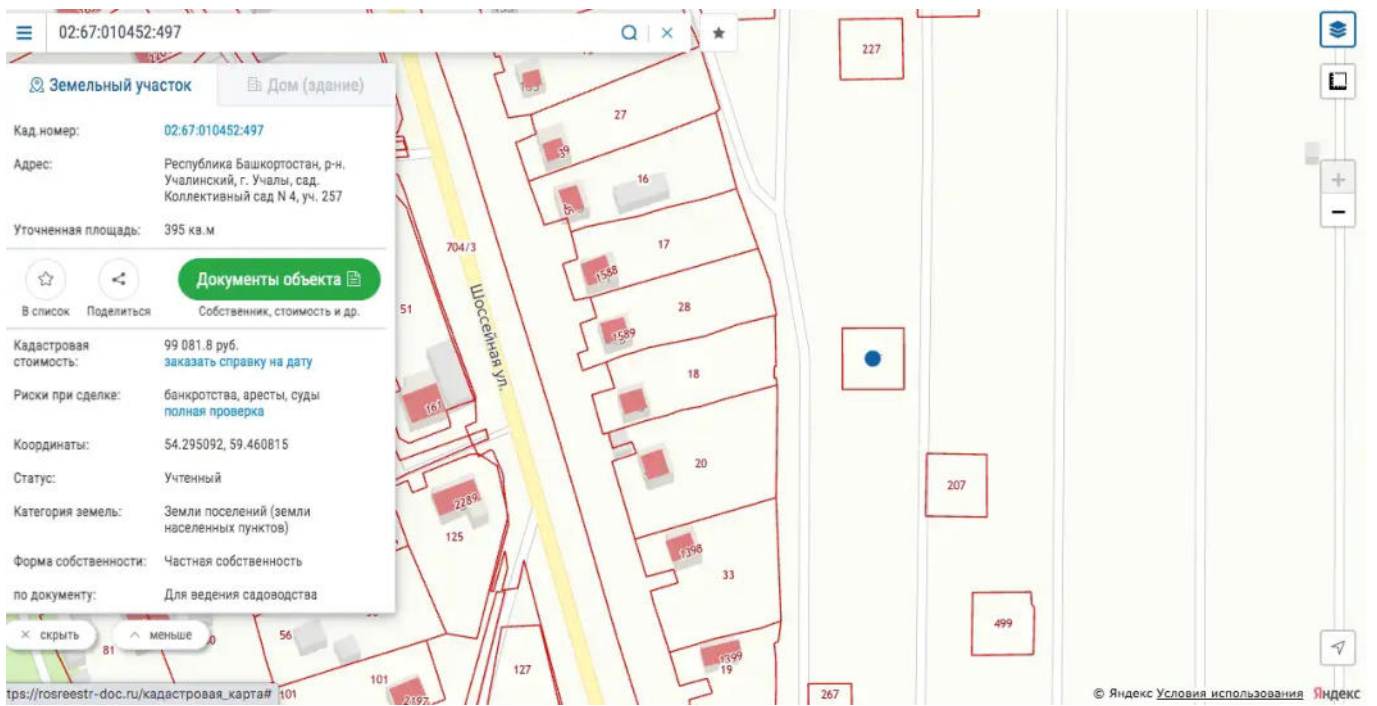 02:67:010452:497
Земельный участок
Дом (здание)
Кад.номер:
02:67:010452:497
Адрес:
Республика Башкортостан, р-н.
Учалинский, г. Учалы, сад.
Коллективный сад N 4, уч. 257
Уточненная площадь:
395 кв.м
В список
Поделиться
Документы объекта
Собственник, стоимость и др.
Кадастровая
стоимость:
99 081.8 руб.
заказать справку на дату
Риски при сделке:
банкротства, аресты, суды
полная проверка
Координаты:
54.295092, 59.460815
Статус:
Учтенный
Категория земель:
Земли поселений (земли
населенных пунктов)
Форма собственности:
Частная собственность
по документу:
Для ведения садоводства
× скрыть
меньше
tps://rosreestr-doc.ru/кадастровая_карта#
227
27
39
16
704/3
17
1588
51
Шоссейная ул.
28
1589
18
161
20
207
2289
125
1398
33
499
56
81
127
1399
19
101
101
2197
267
© Яндекс Условия использования Яндекс